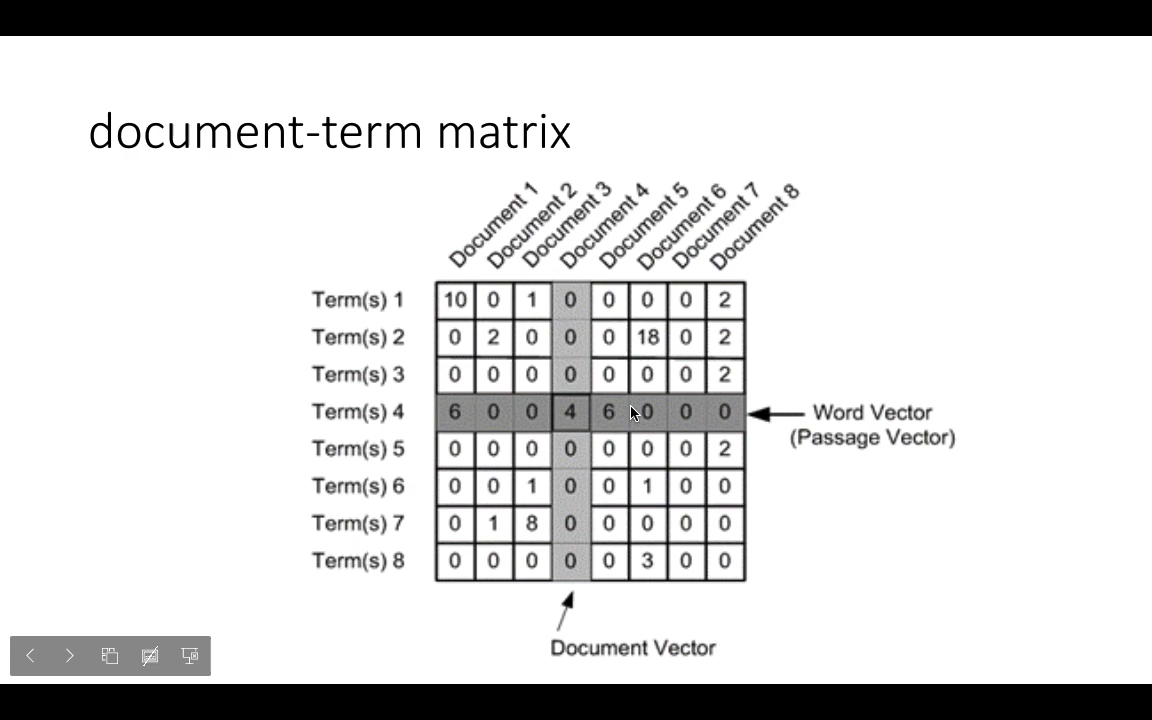 document-term matrix
Document 1
Document 2
Document 3
Document 4
Document 5
Document 6
Document 7
Document 8
Term(s) 1 10 0 1 0 0 0 0 2
Term(s) 2 0 2 0 0 0 18 0 2
Term(s) 3 0 0 0 0 0 0 0 2
Term(s) 4 6 0 0 4 6 0 0 0
Word Vector
(Passage Vector)
Term(s) 5 0 0 0 0 0 0 0 2
Term(s) 6 0 0 1 0 0 1 0 0
Term(s) 7 0 1 8 0 0 0 0 0
Term(s) 8 0 0 0 0 0 3 0 0
Document Vector